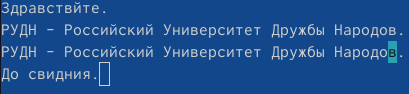 Здравствйте.
РУДН - Российский Университет Дружбы Народов.
РУДН - Российский Университет Дружбы Народов.
До свидния.